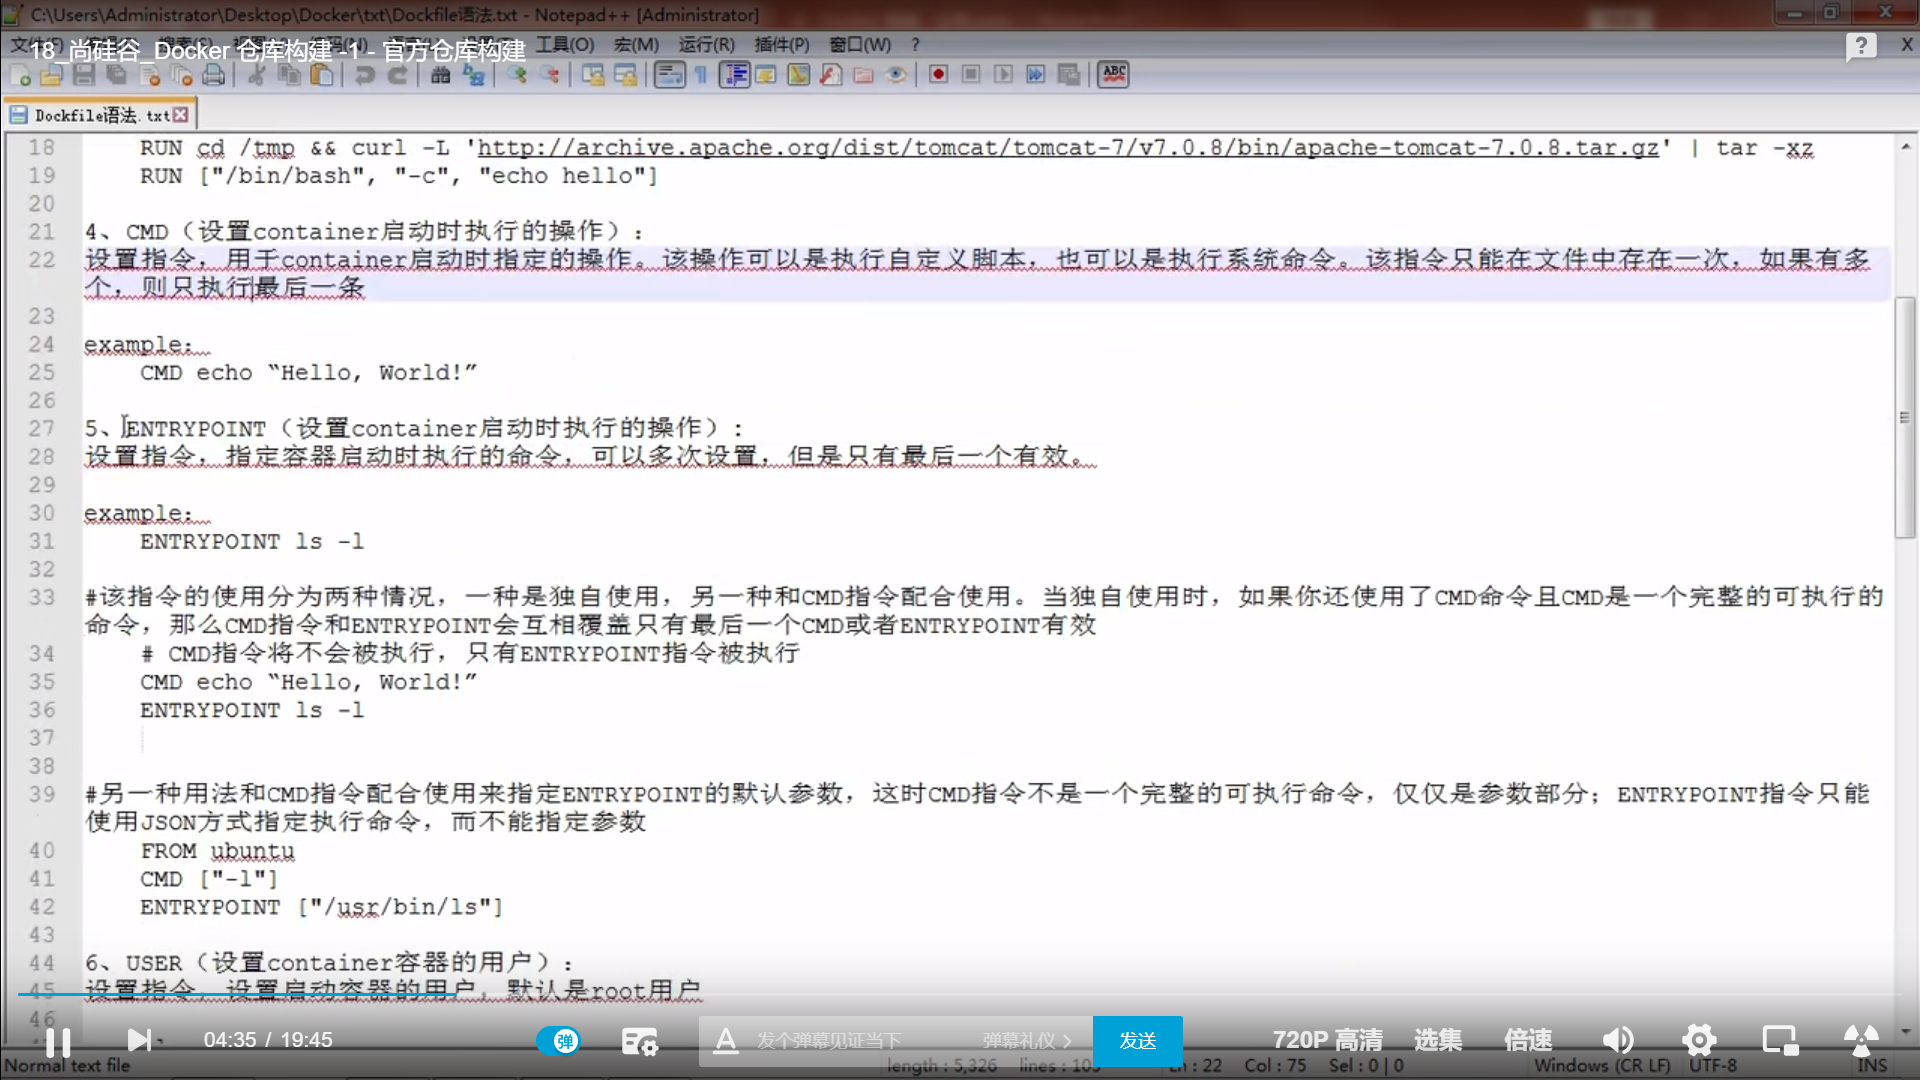 C:\Users\Administrator\Desktop\Docker\txt\Dockfile语法.txt - Notepad++ [Administrator]
18_尚硅谷_Docker 仓库构建 -1 - 官方仓库构建
文件(F) 工具(O) 宏(M) 运行(R) 插件(P) 窗口(W) ? X
ABC
Dockfile语法.txt
18 RUN cd /tmp && curl -L 'http://archive.apache.org/dist/tomcat/tomcat-7/v7.0.8/bin/apache-tomcat-7.0.8.tar.gz' | tar -xz
19 RUN ["/bin/bash", "-c", "echo hello"]
20
21 4、CMD（设置container启动时执行的操作）：
22 设置指令，用于container启动时指定的操作。该操作可以是执行自定义脚本，也可以是执行系统命令。该指令只能在文件中存在一次，如果有多
个，则只执行最后一条
23
24 example：
25 CMD echo “Hello, World!”
26
27 5、ENTRYPOINT（设置container启动时执行的操作）：
28 设置指令，指定容器启动时执行的命令，可以多次设置，但是只有最后一个有效。
29
30 example：
31 ENTRYPOINT ls -l
32
33 #该指令的使用分为两种情况，一种是独自使用，另一种和CMD指令配合使用。当独自使用时，如果你还使用了CMD命令且CMD是一个完整的可执行的
命令，那么CMD指令和ENTRYPOINT会互相覆盖只有最后一个CMD或者ENTRYPOINT有效
34 # CMD指令将不会被执行，只有ENTRYPOINT指令被执行
35 CMD echo “Hello, World!”
36 ENTRYPOINT ls -l
37
38
39 #另一种用法和CMD指令配合使用来指定ENTRYPOINT的默认参数，这时CMD指令不是一个完整的可执行命令，仅仅是参数部分；ENTRYPOINT指令只能
使用JSON方式指定执行命令，而不能指定参数
40 FROM ubuntu
41 CMD ["-l"]
42 ENTRYPOINT ["/usr/bin/ls"]
43
44 6、USER（设置container容器的用户）：
45 设置指令，设置启动容器的用户，默认是root用户
46
04:35 / 19:45 弹 发个弹幕见证当下 弹幕礼仪 > 发送 720P 高清 选集 倍速
Normal text file length : 5,326 Ln : 22 Col : 75 Sel : 0 | 0 Windows (CR LF) UTF-8 INS